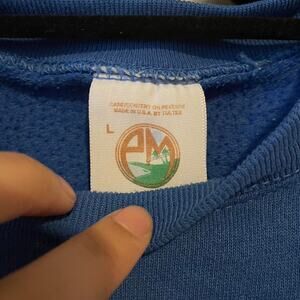 CARE/CONTENT ON REVERSE
MADE IN U.S.A. BY TULTEX
L
PM